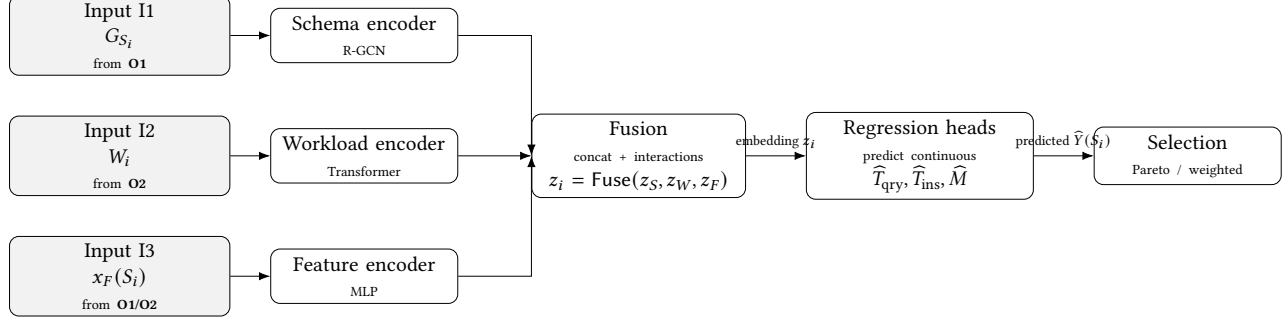 Input I1
G_{S_i}
from O1
Schema encoder
R-GCN
Input I2
W_i
from O2
Workload encoder
Transformer
Input I3
x_F(S_i)
from O1/O2
Feature encoder
MLP
Fusion
concat + interactions
z_i = Fuse(z_S, z_W, z_F)
embedding z_i
Regression heads
predict continuous
T̂_qry, T̂_ins, M̂
predicted Ŷ(S_i)
Selection
Pareto / weighted